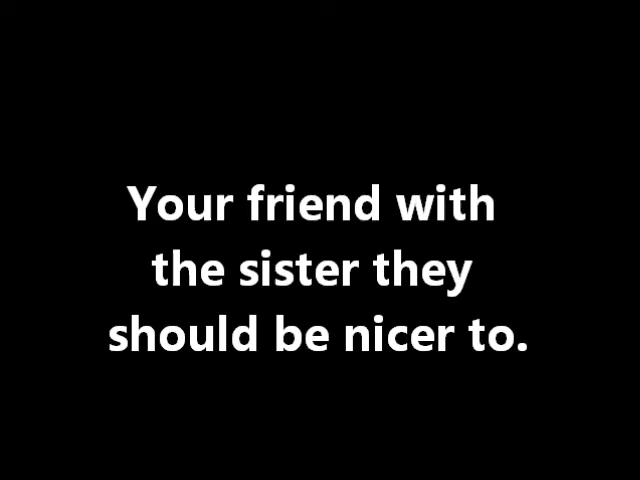 Your friend with
the sister they
should be nicer to.